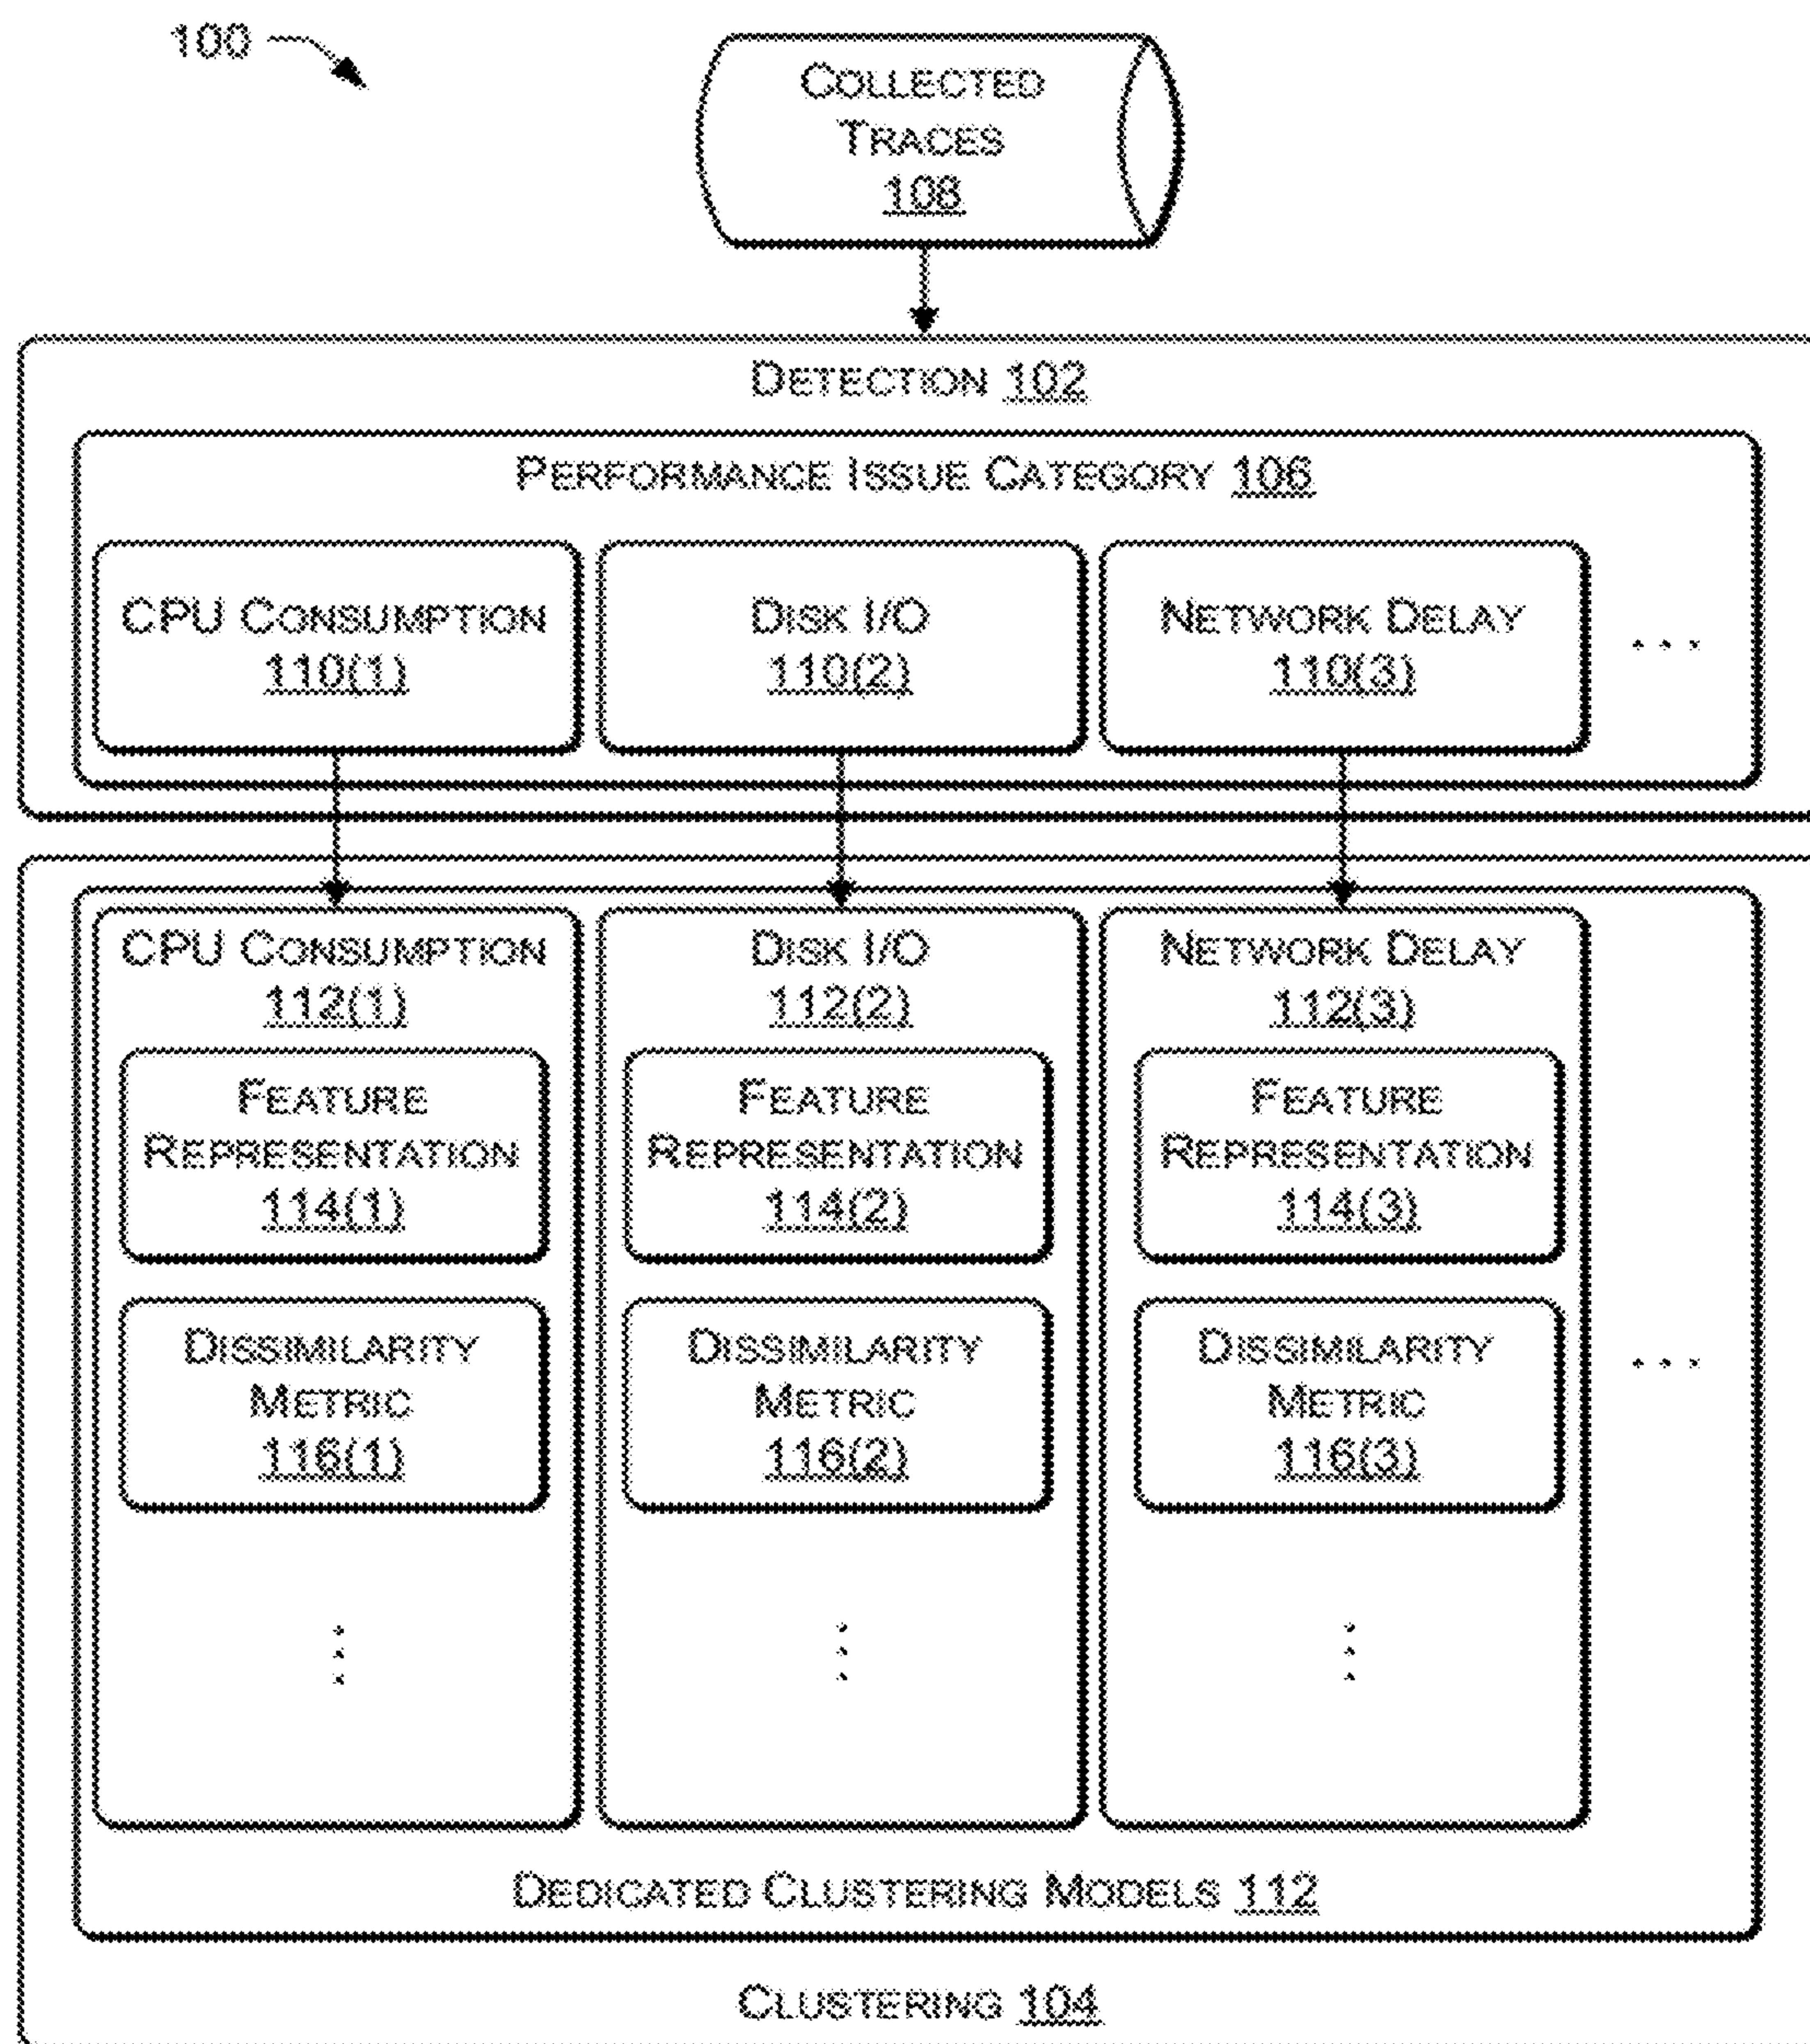 100
COLLECTED
TRACES
108
DETECTION 102
PERFORMANCE ISSUE CATEGORY 106
CPU CONSUMPTION
110(1)
DISK I/O
110(2)
NETWORK DELAY
110(3)
...
CPU CONSUMPTION
112(1)
FEATURE
REPRESENTATION
114(1)
DISSIMILARITY
METRIC
116(1)
...
DISK I/O
112(2)
FEATURE
REPRESENTATION
114(2)
DISSIMILARITY
METRIC
116(2)
...
NETWORK DELAY
112(3)
FEATURE
REPRESENTATION
114(3)
DISSIMILARITY
METRIC
116(3)
...
...
DEDICATED CLUSTERING MODELS 112
CLUSTERING 104